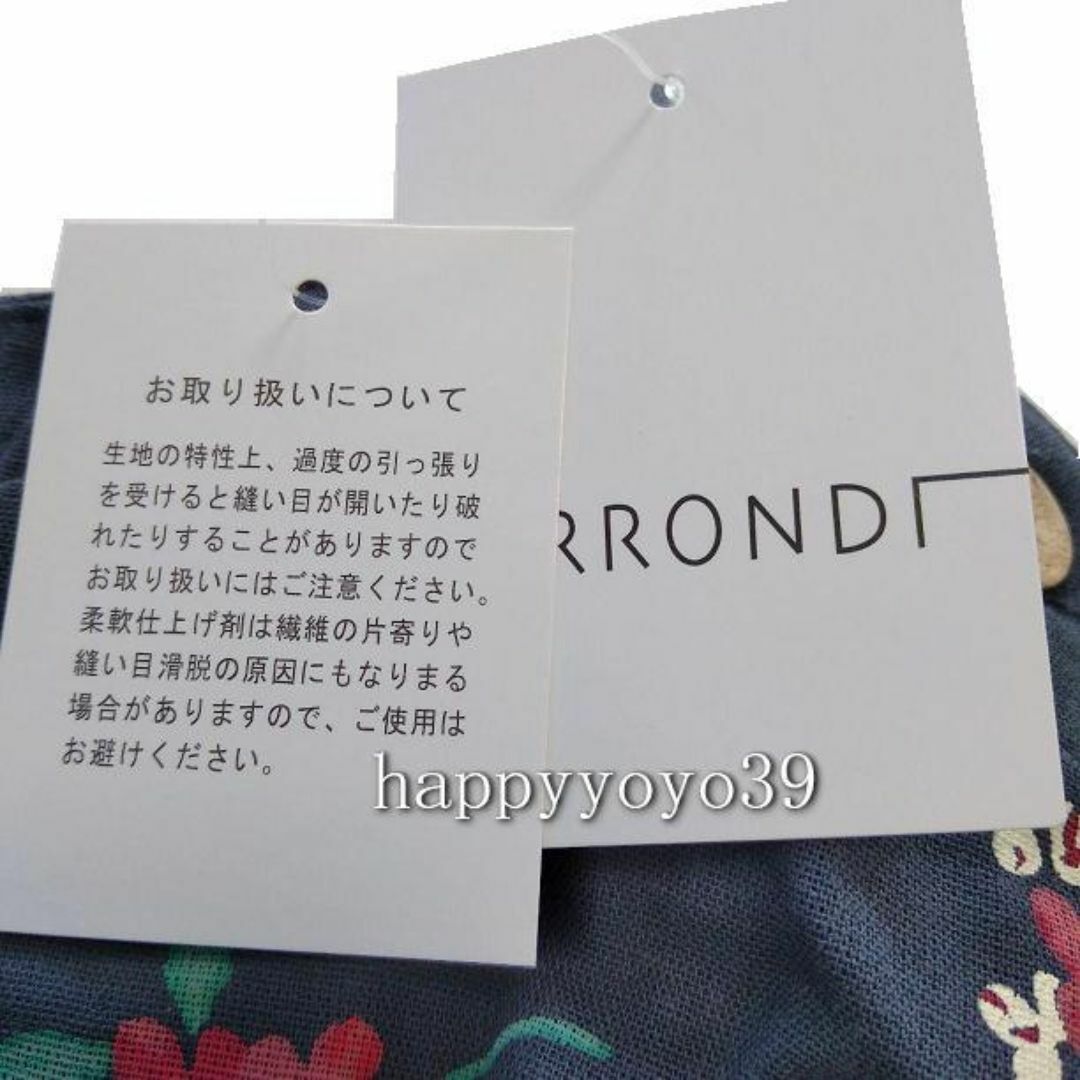 お取り扱いについて
生地の特性上、過度の引っ張り
を受けると縫い目が開いたり破
れたりすることがありますので
お取り扱いにはご注意ください。
柔軟仕上げ剤は繊維の片寄りや
縫い目滑脱の原因にもなりまる
場合がありますので、ご使用は
お避けください。
RRONDI
happyyoyo39